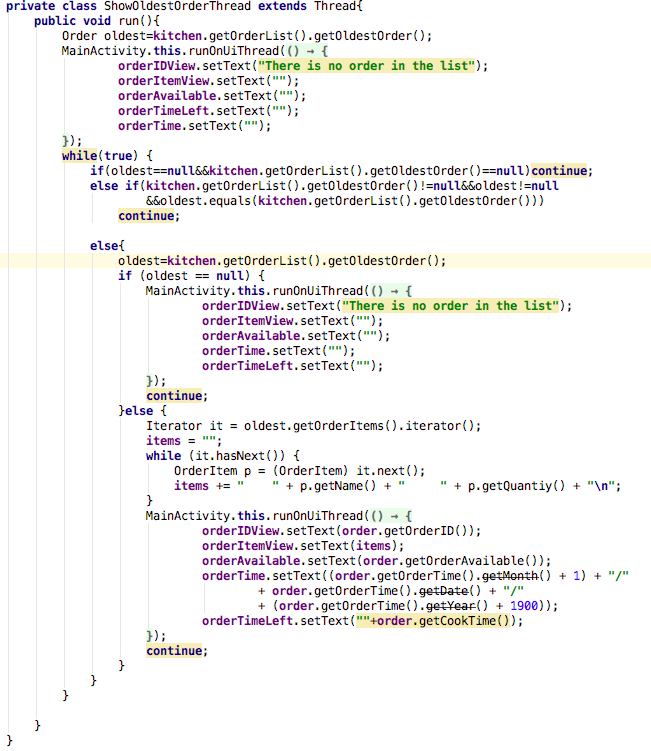 private class ShowOldestOrderThread extends Thread{
    public void run(){
        Order oldest=kitchen.getOrderList().getOldestOrder();
        MainActivity.this.runOnUiThread(() → {
                orderIDView.setText("There is no order in the list");
                orderItemView.setText("");
                orderAvailable.setText("");
                orderTimeLeft.setText("");
                orderTime.setText("");
        });
        while(true) {
            if(oldest==null&&kitchen.getOrderList().getOldestOrder()==null)continue;
            else if(kitchen.getOrderList().getOldestOrder()!=null&&oldest!=null
                    &&oldest.equals(kitchen.getOrderList().getOldestOrder()))
                continue;
            else{
                oldest=kitchen.getOrderList().getOldestOrder();
                if (oldest == null) {
                    MainActivity.this.runOnUiThread(() → {
                            orderIDView.setText("There is no order in the list");
                            orderItemView.setText("");
                            orderAvailable.setText("");
                            orderTime.setText("");
                            orderTimeLeft.setText("");
                    });
                    continue;
                }else {
                    Iterator it = oldest.getOrderItems().iterator();
                    items = "";
                    while (it.hasNext()) {
                        OrderItem p = (OrderItem) it.next();
                        items += "    " + p.getName() + "     " + p.getQuantiy() + "\n";
                    }
                    MainActivity.this.runOnUiThread(() → {
                            orderIDView.setText(order.getOrderID());
                            orderItemView.setText(items);
                            orderAvailable.setText(order.getOrderAvailable());
                            orderTime.setText((order.getOrderTime().getMonth() + 1) + "/"
                                    + order.getOrderTime().getDate() + "/"
                                    + (order.getOrderTime().getYear() + 1900));
                            orderTimeLeft.setText(""+order.getCookTime());
                    });
                    continue;
                }
            }
        }
    }
}